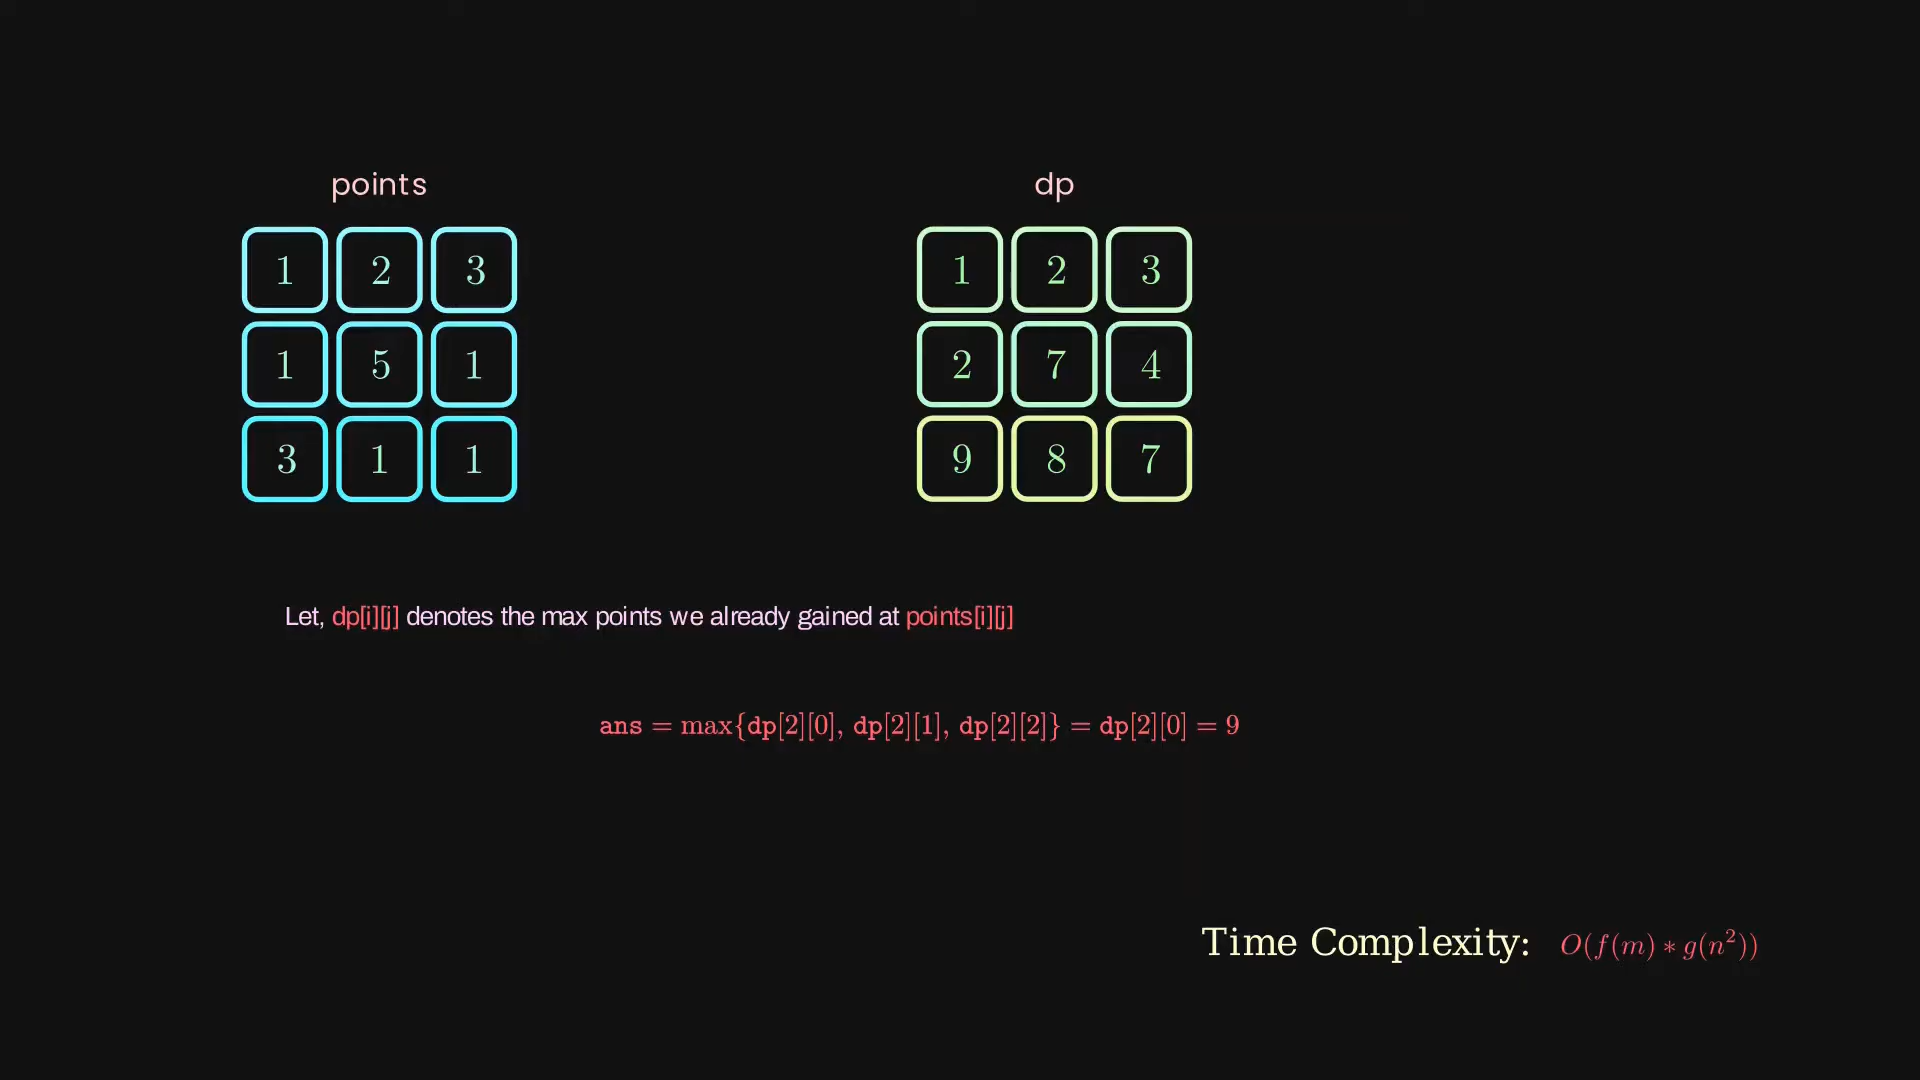 points dp
1 2 3 1 2 3
1 5 1 2 7 4
3 1 1 9 8 7
Let, dp[i][j] denotes the max points we already gained at points[i][j]
ans = max{dp[2][0], dp[2][1], dp[2][2]} = dp[2][0] = 9
Time Complexity: O(f(m) * g(n²))